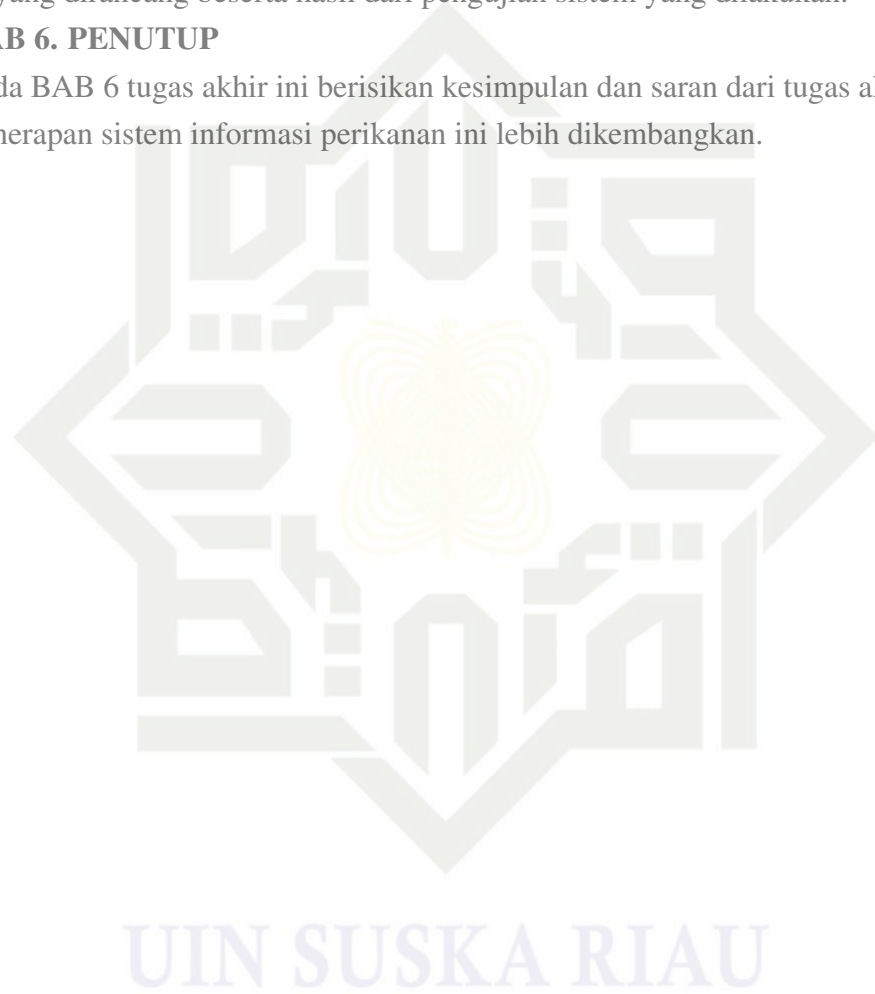 yang dirancang beserta hasil dari pengujian sistem yang dilakukan.
AB 6. PENUTUP
da BAB 6 tugas akhir ini berisikan kesimpulan dan saran dari tugas a
nerapan sistem informasi perikanan ini lebih dikembangkan.
UIN SUSKA RIAU